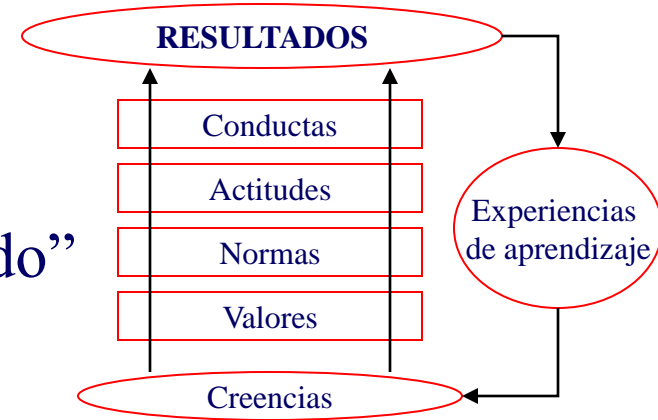 RESULTADOS
Conductas
Actitudes
Normas
Valores
Creencias
Experiencias
de aprendizaje
do”